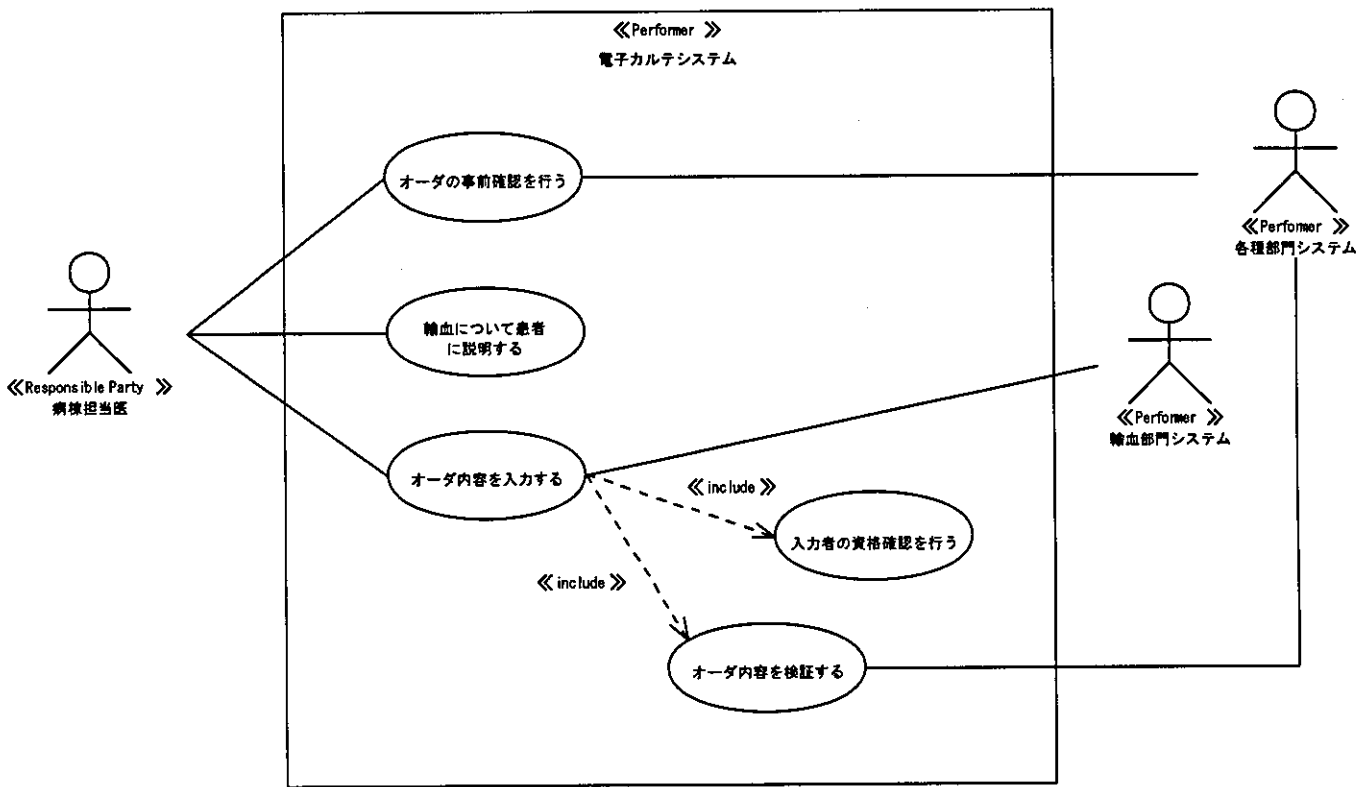 ≪Performer ≫
電子カルテシステム
オーダの事前確認を行う
≪Performer ≫
各種部門システム
輸血について患者
に説明する
≪Responsible Party ≫
病棟担当医
≪Performer ≫
輸血部門システム
オーダ内容を入力する
≪include ≫
入力者の資格確認を行う
≪include ≫
オーダ内容を検証する